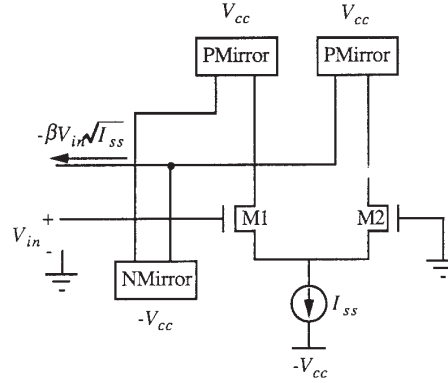 V_cc V_cc
PMirror PMirror
-βV_in√I_ss
+ M1 M2
V_in
-
NMirror
-V_cc
I_ss
-V_cc